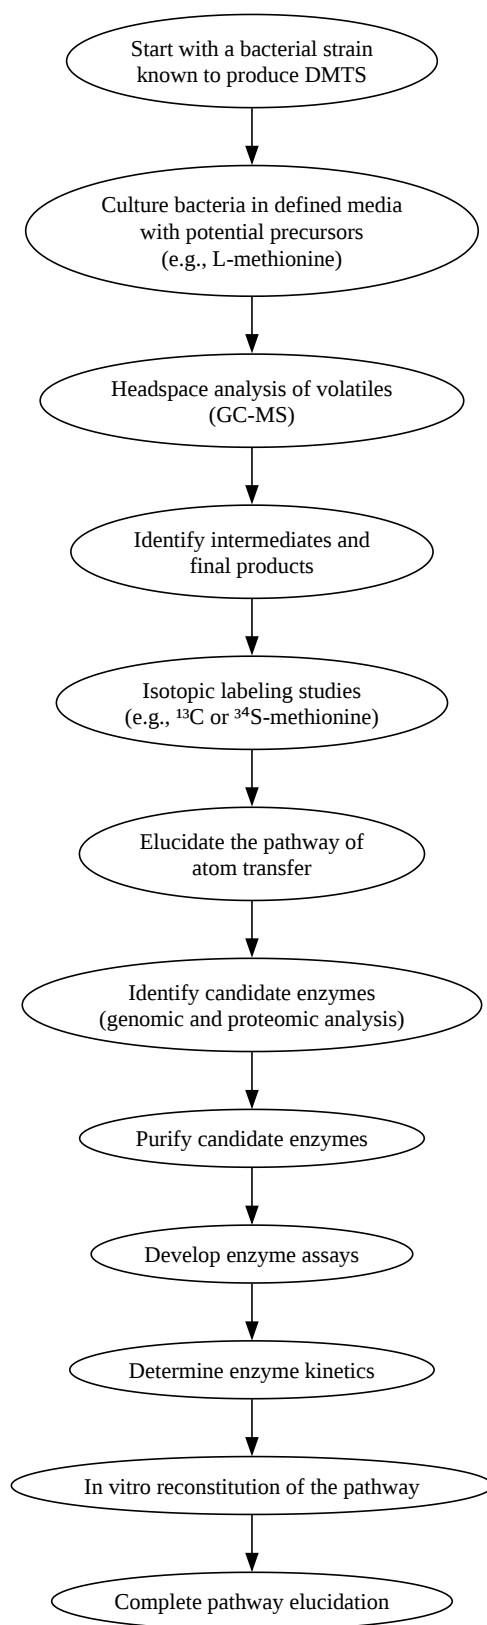 Start with a bacterial strain
known to produce DMTS
Culture bacteria in defined media
with potential precursors
(e.g., L-methionine)
Headspace analysis of volatiles
(GC-MS)
Identify intermediates and
final products
Isotopic labeling studies
(e.g., ¹³C or ³⁴S-methionine)
Elucidate the pathway of
atom transfer
Identify candidate enzymes
(genomic and proteomic analysis)
Purify candidate enzymes
Develop enzyme assays
Determine enzyme kinetics
In vitro reconstitution of the pathway
Complete pathway elucidation